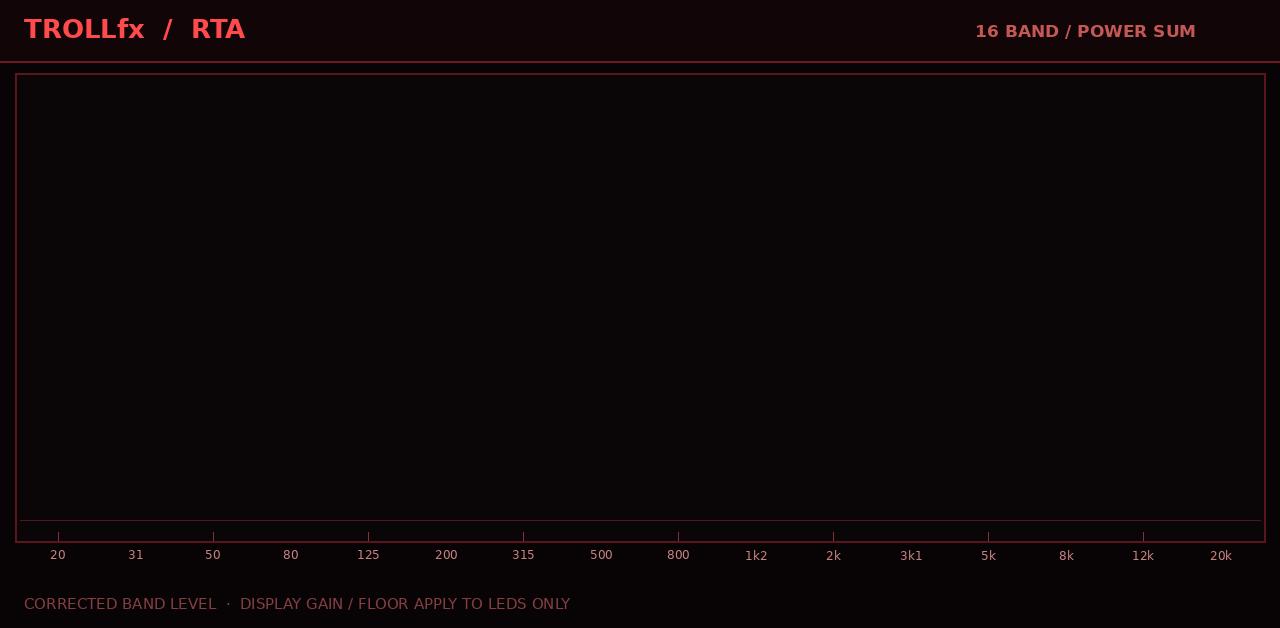 TROLLfx / RTA
16 BAND / POWER SUM
20 31 50 80 125 200 315 500 800 1k2 2k 3k1 5k 8k 12k 20k
CORRECTED BAND LEVEL · DISPLAY GAIN / FLOOR APPLY TO LEDS ONLY